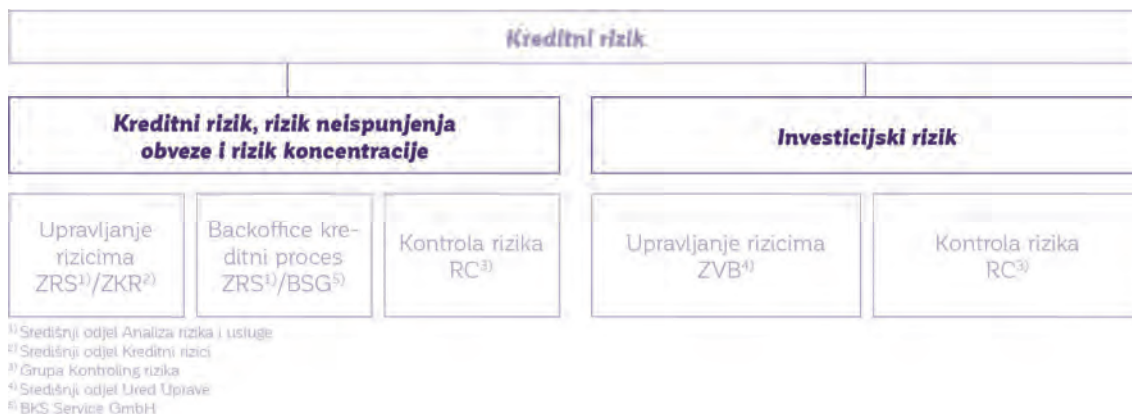 Kreditni rizik
Kreditni rizik, rizik neispunjenja
obveze i rizik koncentracije
Investicijski rizik
Upravljanje
rizicima
ZRS¹⁾/ZKR²⁾
Backoffice kre-
ditni proces
ZRS¹⁾/BSG⁵⁾
Kontrola rizika
RC³⁾
Upravljanje rizicima
ZVB⁴⁾
Kontrola rizika
RC³⁾
¹⁾ Središnji odjel Analiza rizika i usluge
²⁾ Središnji odjel Kreditni rizici
³⁾ Grupa Kontroling rizika
⁴⁾ Središnji odjel Ured Uprave
⁵⁾ BKS Service GmbH